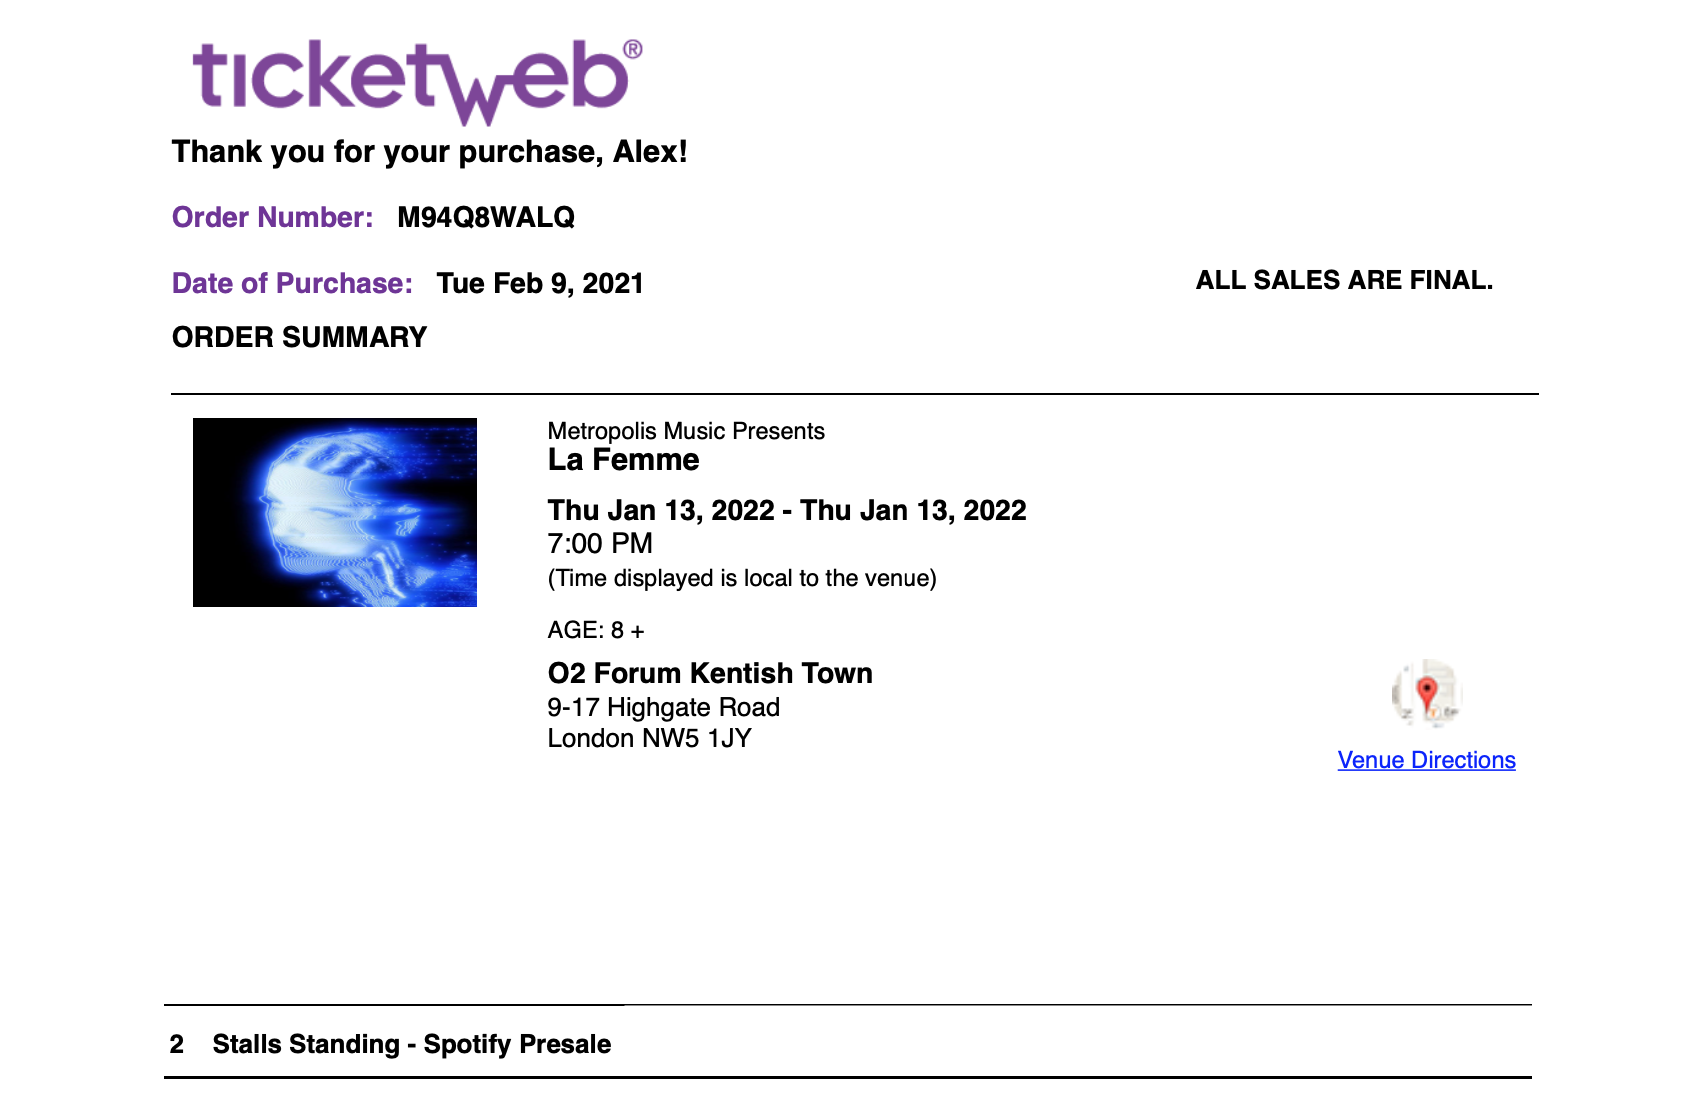 ticketweb®
Thank you for your purchase, Alex!
Order Number: M94Q8WALQ
Date of Purchase: Tue Feb 9, 2021
ALL SALES ARE FINAL.
ORDER SUMMARY
Metropolis Music Presents
La Femme
Thu Jan 13, 2022 - Thu Jan 13, 2022
7:00 PM
(Time displayed is local to the venue)
AGE: 8 +
O2 Forum Kentish Town
9-17 Highgate Road
London NW5 1JY
Venue Directions
2 Stalls Standing - Spotify Presale